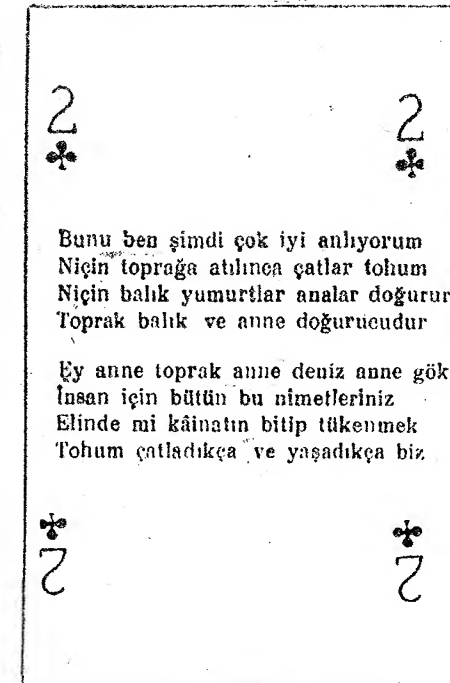 2 2
Bunu ben şimdi çok iyi anlıyorum
Niçin toprağa atılınca çatlar tohum
Niçin balık yumurtlar analar doğurur
Toprak balık ve anne doğurucudur
Ey anne toprak anne deniz anne gök
İnsan için bütün bu nimetleriniz
Elinde mi kâinatın bitip tükenmek
Tohum çatladıkça ve yaşadıkça biz
2 2